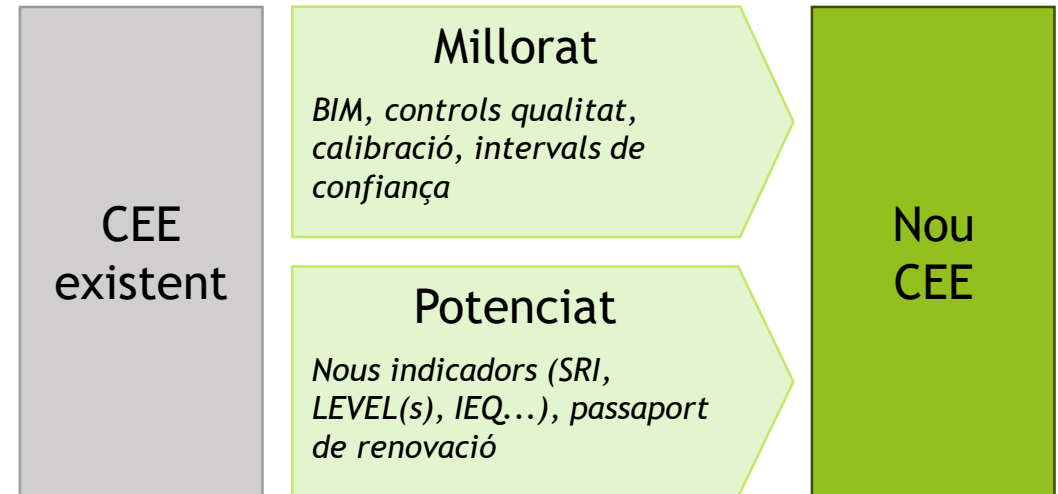 CEE
existent
Millorat
BIM, controls qualitat,
calibració, intervals de
confiança
Potenciat
Nous indicadors (SRI,
LEVEL(s), IEQ...), passaport
de renovació
Nou
CEE